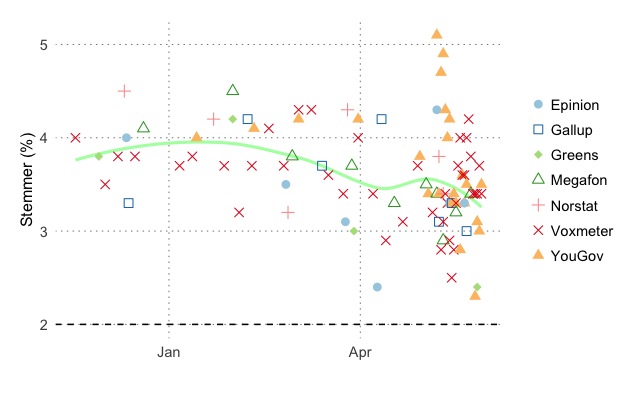 Stemmer (%)
5
4
3
2
Jan
Apr
Epinion
Gallup
Greens
Megafon
Norstat
Voxmeter
YouGov